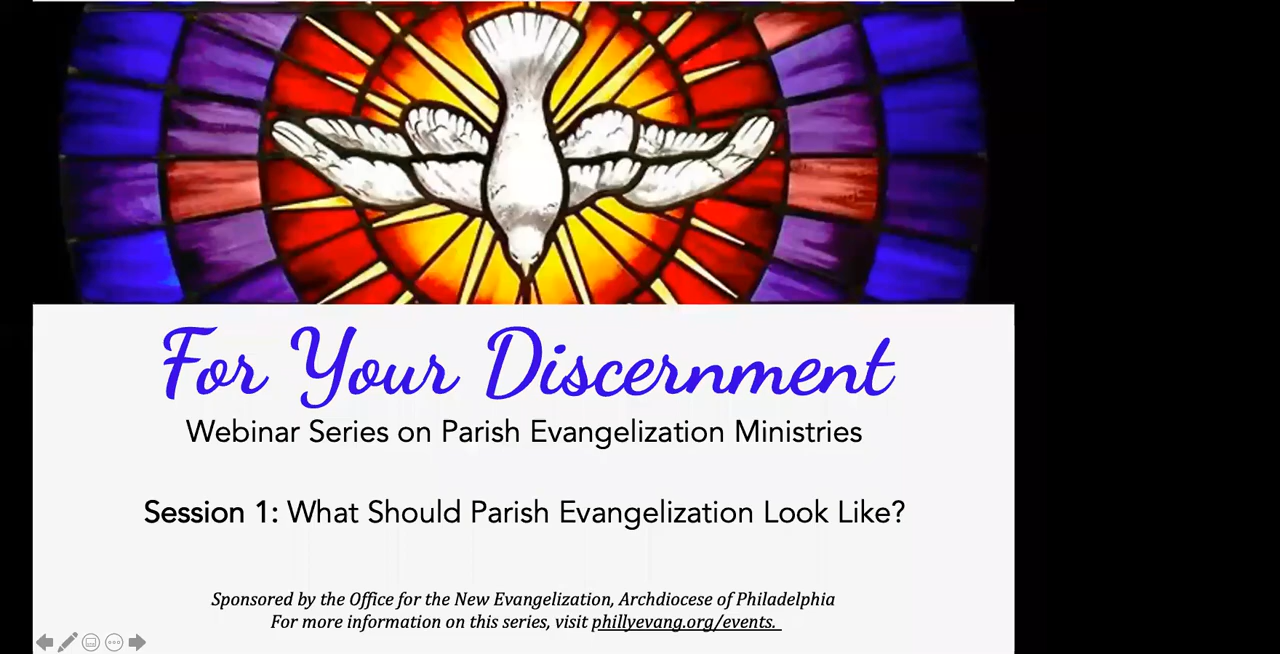 For Your Discernment
Webinar Series on Parish Evangelization Ministries
Session 1: What Should Parish Evangelization Look Like?
Sponsored by the Office for the New Evangelization, Archdiocese of Philadelphia
For more information on this series, visit phillyevang.org/events.